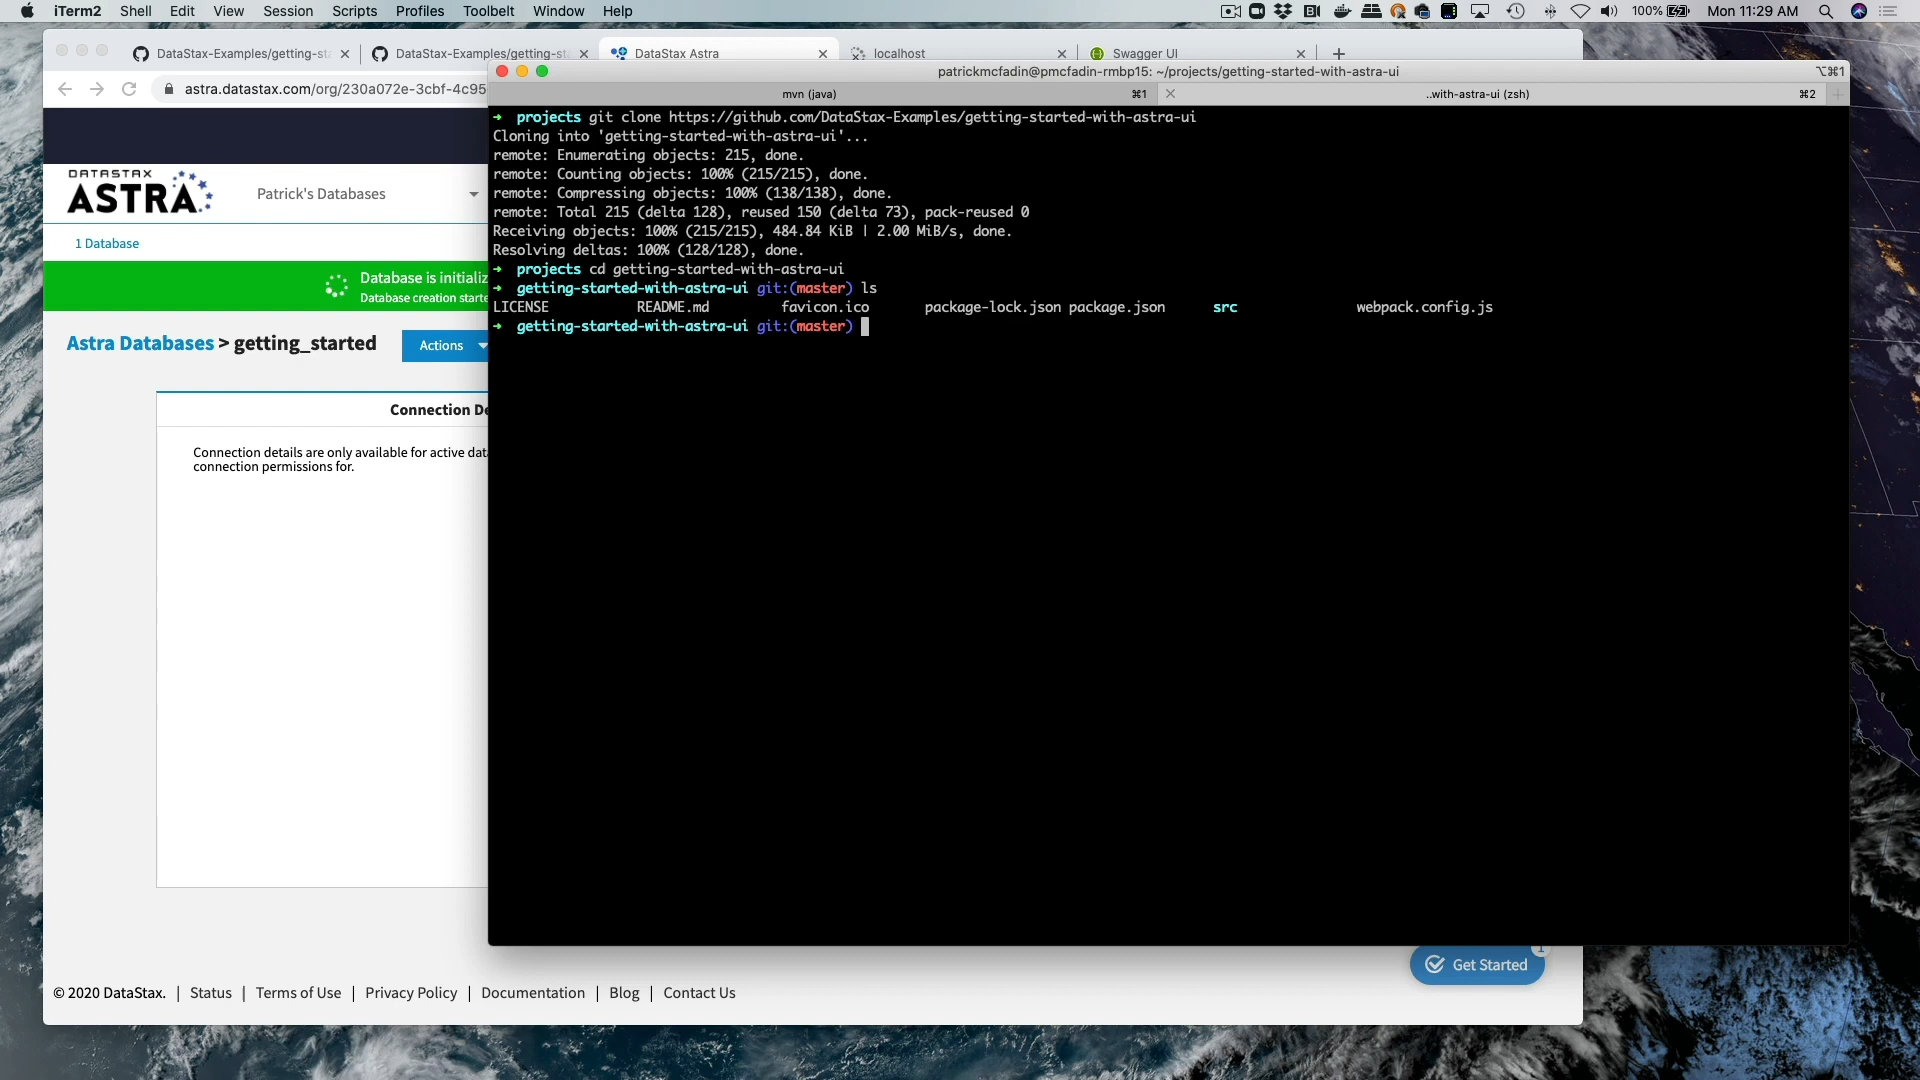 iTerm2 Shell Edit View Session Scripts Profiles Toolbelt Window Help 100% Mon 11:29 AM
DataStax-Examples/getting-sta DataStax-Examples/getting-sta DataStax Astra localhost Swagger UI
astra.datastax.com/org/230a072e-3cbf-4c95
patrickmcfadin@pmcfadin-rmbp15: ~/projects/getting-started-with-astra-ui ⌥⌘1
mvn (java) ⌘1 ..with-astra-ui (zsh) ⌘2
➜ projects git clone https://github.com/DataStax-Examples/getting-started-with-astra-ui
Cloning into 'getting-started-with-astra-ui'...
remote: Enumerating objects: 215, done.
remote: Counting objects: 100% (215/215), done.
remote: Compressing objects: 100% (138/138), done.
remote: Total 215 (delta 128), reused 150 (delta 73), pack-reused 0
Receiving objects: 100% (215/215), 484.84 KiB | 2.00 MiB/s, done.
Resolving deltas: 100% (128/128), done.
➜ projects cd getting-started-with-astra-ui
➜ getting-started-with-astra-ui git:(master) ls
LICENSE README.md favicon.ico package-lock.json package.json src webpack.config.js
➜ getting-started-with-astra-ui git:(master)
DATASTAX
ASTRA
Patrick's Databases
1 Database
Database is initializ
Database creation starte
Astra Databases > getting_started
Actions
Connection De
Connection details are only available for active dat
connection permissions for.
1
Get Started
© 2020 DataStax. | Status | Terms of Use | Privacy Policy | Documentation | Blog | Contact Us